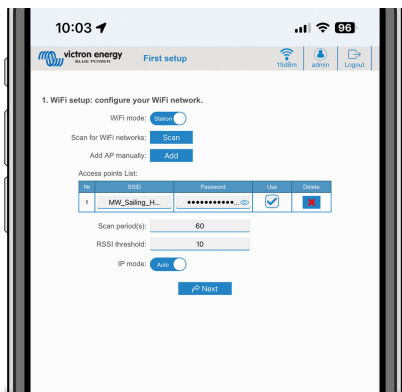 10:03
96
victron energy
BLUE POWER
First setup
19dBm
admin
Logout
1. WiFi setup: configure your WiFi network.
WiFi mode: Station
Scan for WiFi networks: Scan
Add AP manually: Add
Access points List:
Nr SSID Password Use Delete
1 MW_Sailing_H... •••••••••••...
Scan period(s): 60
RSSI threshold: 10
IP mode: Auto
Next